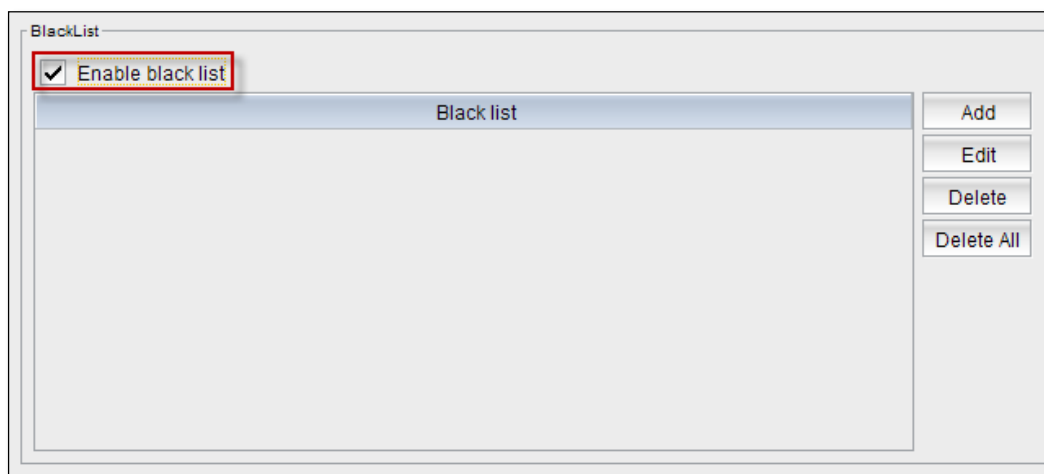 BlackList
Enable black list
Black list
Add
Edit
Delete
Delete All